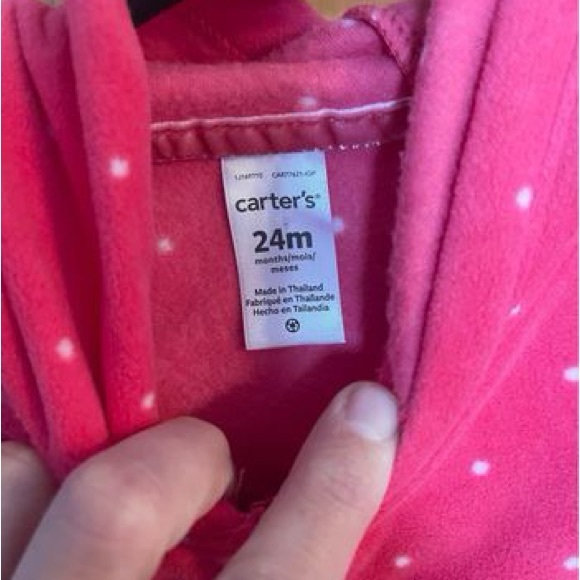 carter's®
24m
months/mois/
meses
Made in Thailand
Fabriqué en Thaïlande
Hecho en Tailandia